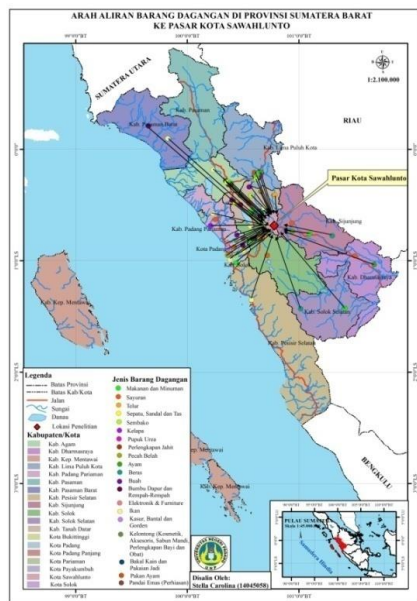 ARAH ALIRAN BARANG DAGANGAN DI PROVINSI SUMATERA BARAT
KE PASAR KOTA SAWAHLUNTO
1:2.100.000
SUMATERA UTARA
RIAU
Kab. Pasaman
Kab. Pasaman Barat
Kab. Lima Puluh Kota
Pasar Kota Sawahlunto
Kab. Sijunjung
Kab. Padang Pariaman
Kota Padang
Kab. Dharmasraya
Kab. Kep. Mentawai
Kab. Solok Selatan
Kab. Pesisir Selatan
BENGKULU
Kab. Kep. Mentawai
Legenda
Batas Provinsi
Batas Kab/Kota
Jalan
Sungai
Danau
Lokasi Penelitian
Kabupaten/Kota
Kab. Agam
Kab. Dharmasraya
Kab. Kep. Mentawai
Kab. Lima Puluh Kota
Kab. Padang Pariaman
Kab. Pasaman
Kab. Pasaman Barat
Kab. Pesisir Selatan
Kab. Sijunjung
Kab. Solok
Kab. Solok Selatan
Kab. Tanah Datar
Kota Bukittinggi
Kota Padang
Kota Padang Panjang
Kota Pariaman
Kota Payakumbuh
Kota Sawahlunto
Kota Solok
Jenis Barang Dagangan
Makanan dan Minuman
Sayuran
Telur
Sepatu, Sandal dan Tas
Sembako
Kelapa
Pupuk Urea
Perlengkapan Jahit
Pecah Belah
Ayam
Beras
Buah
Bumbu Dapur dan
Rempah-Rempah
Elektronik & Furniture
Ikan
Kasur, Bantal dan
Gorden
Kelontong (Kosmetik,
Aksesoris, Sabun Mandi,
Perlengkapan Bayi dan
Obat)
Bakal Kain dan
Pakaian Jadi
Pakan Ayam
Pandai Emas (Perhiasan)
Disalin Oleh:
Stella Carolina (14045058)
PULAU SUMATERA
Samudera Hindia